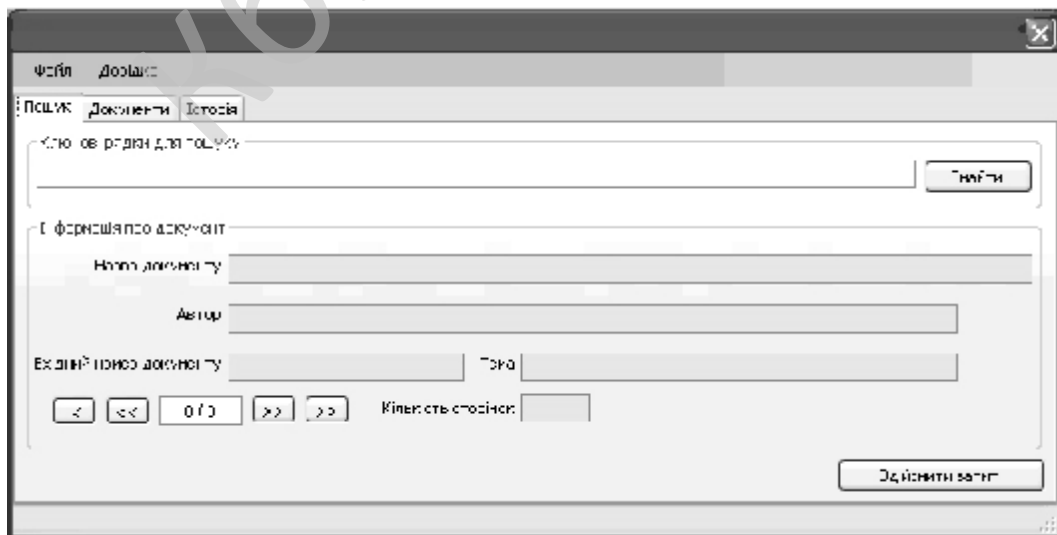 Файл Довідка
Пошук Документи Історія
Ключові рядки для пошуку
Знайти
Інформація про документ
Назва документу
Автор
Вхідний номер документу Тема
< << 0 / 0 >> >> Кількість сторінок
Здійснити запит